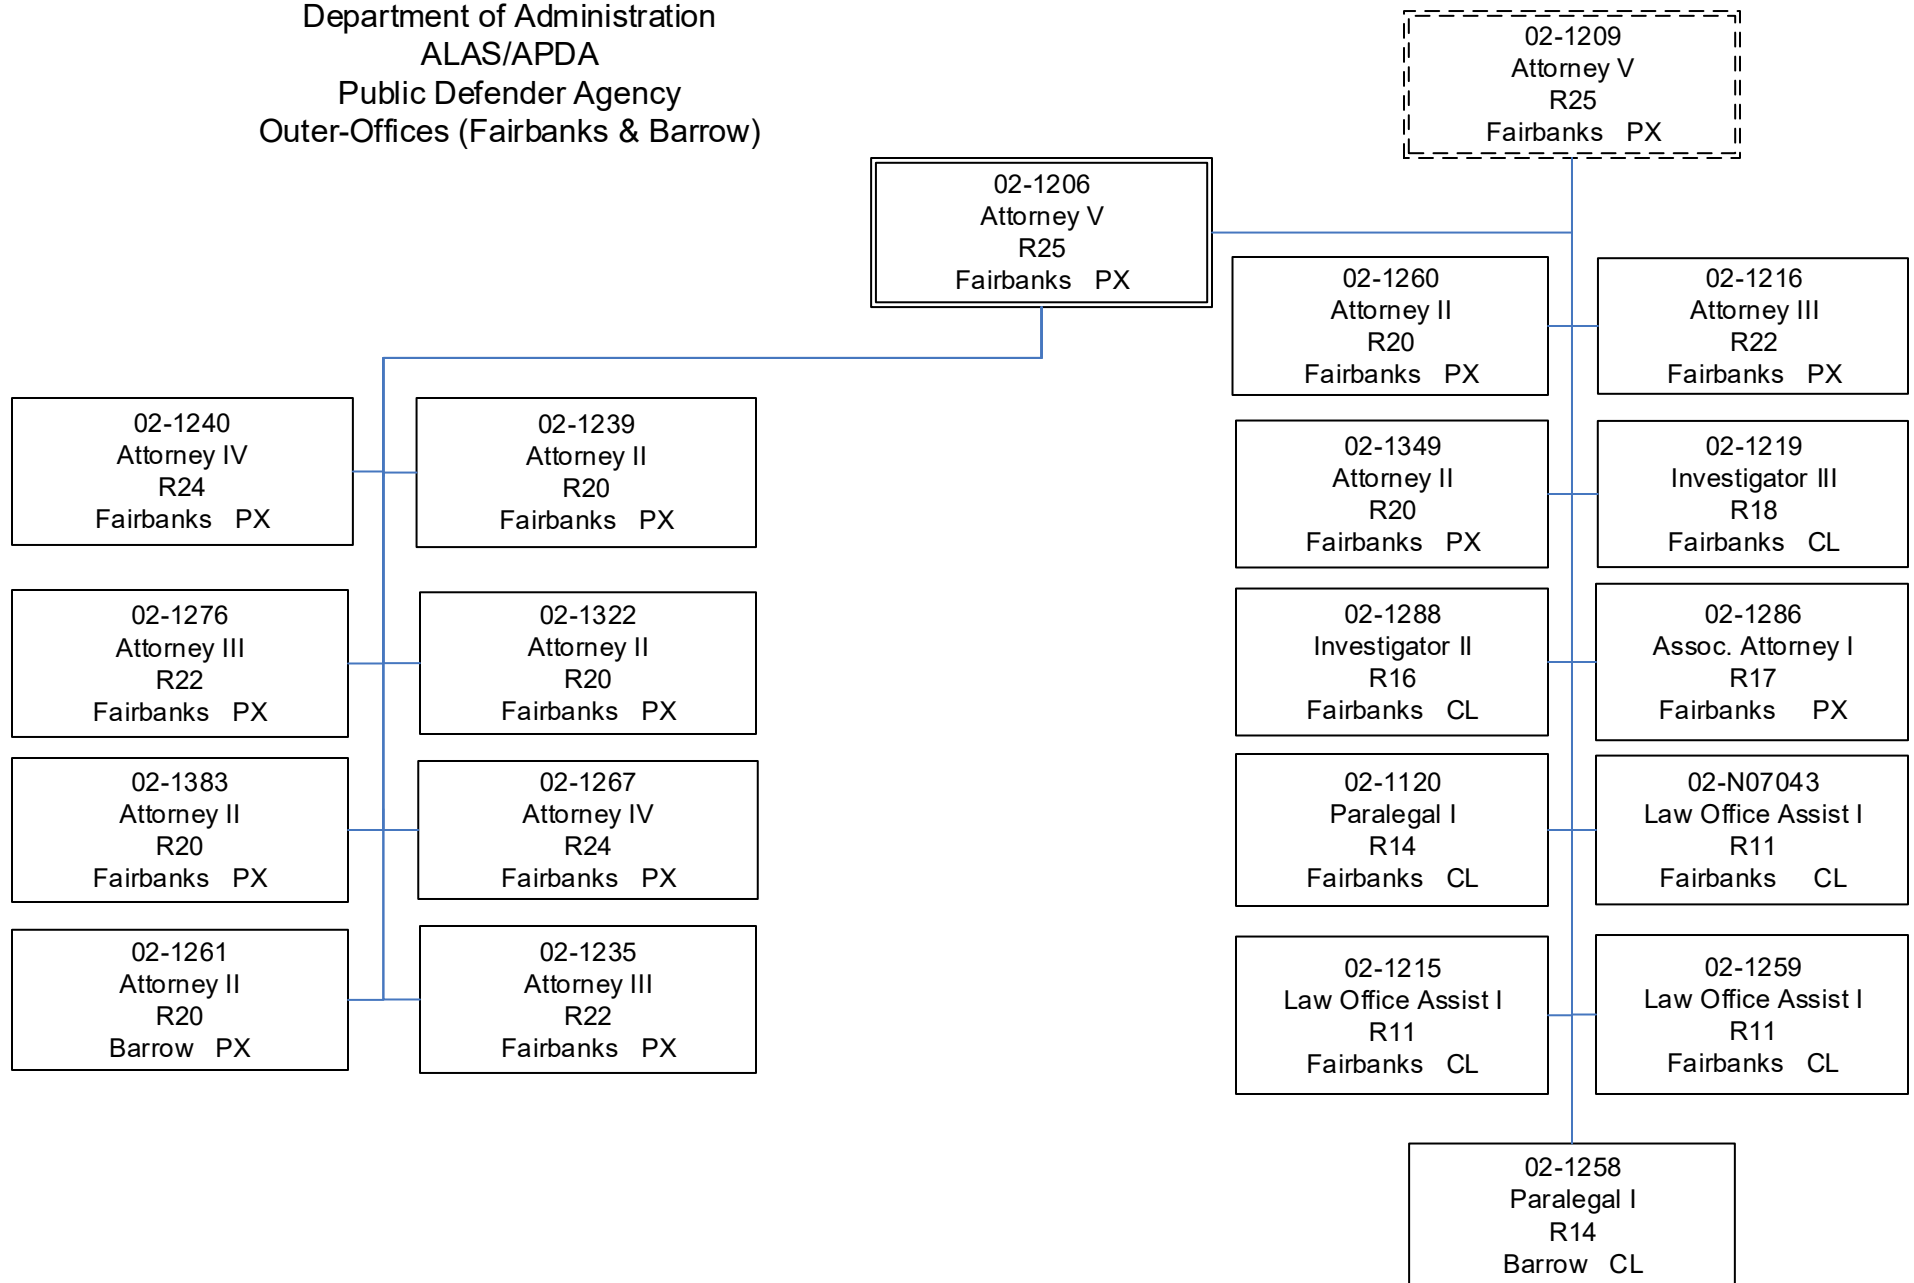 Department of Administration
ALAS/APDA
Public Defender Agency
Outer-Offices (Fairbanks & Barrow)
02-1209
Attorney V
R25
Fairbanks PX
02-1206
Attorney V
R25
Fairbanks PX
02-1260
Attorney II
R20
Fairbanks PX
02-1216
Attorney III
R22
Fairbanks PX
02-1240
Attorney IV
R24
Fairbanks PX
02-1239
Attorney II
R20
Fairbanks PX
02-1349
Attorney II
R20
Fairbanks PX
02-1219
Investigator III
R18
Fairbanks CL
02-1276
Attorney III
R22
Fairbanks PX
02-1322
Attorney II
R20
Fairbanks PX
02-1288
Investigator II
R16
Fairbanks CL
02-1286
Assoc. Attorney I
R17
Fairbanks PX
02-1383
Attorney II
R20
Fairbanks PX
02-1267
Attorney IV
R24
Fairbanks PX
02-1120
Paralegal I
R14
Fairbanks CL
02-N07043
Law Office Assist I
R11
Fairbanks CL
02-1261
Attorney II
R20
Barrow PX
02-1235
Attorney III
R22
Fairbanks PX
02-1215
Law Office Assist I
R11
Fairbanks CL
02-1259
Law Office Assist I
R11
Fairbanks CL
02-1258
Paralegal I
R14
Barrow CL